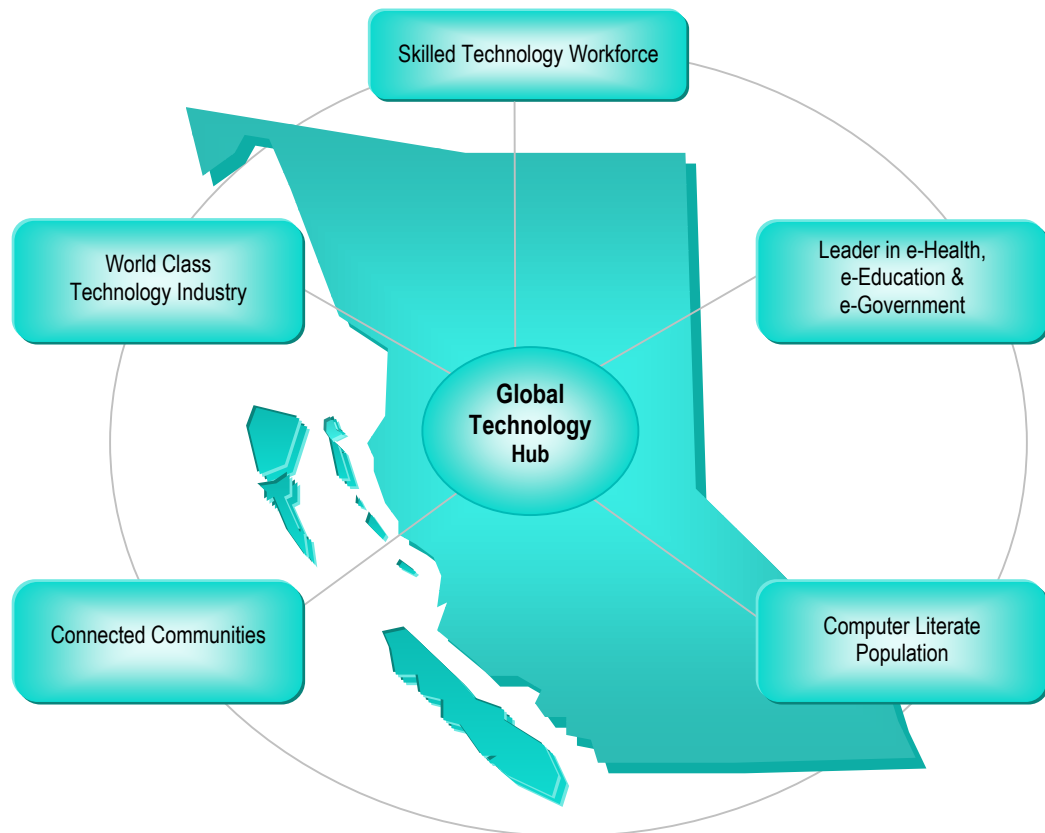 Skilled Technology Workforce
World Class
Technology Industry
Leader in e-Health,
e-Education &
e-Government
Global
Technology
Hub
Connected Communities
Computer Literate
Population